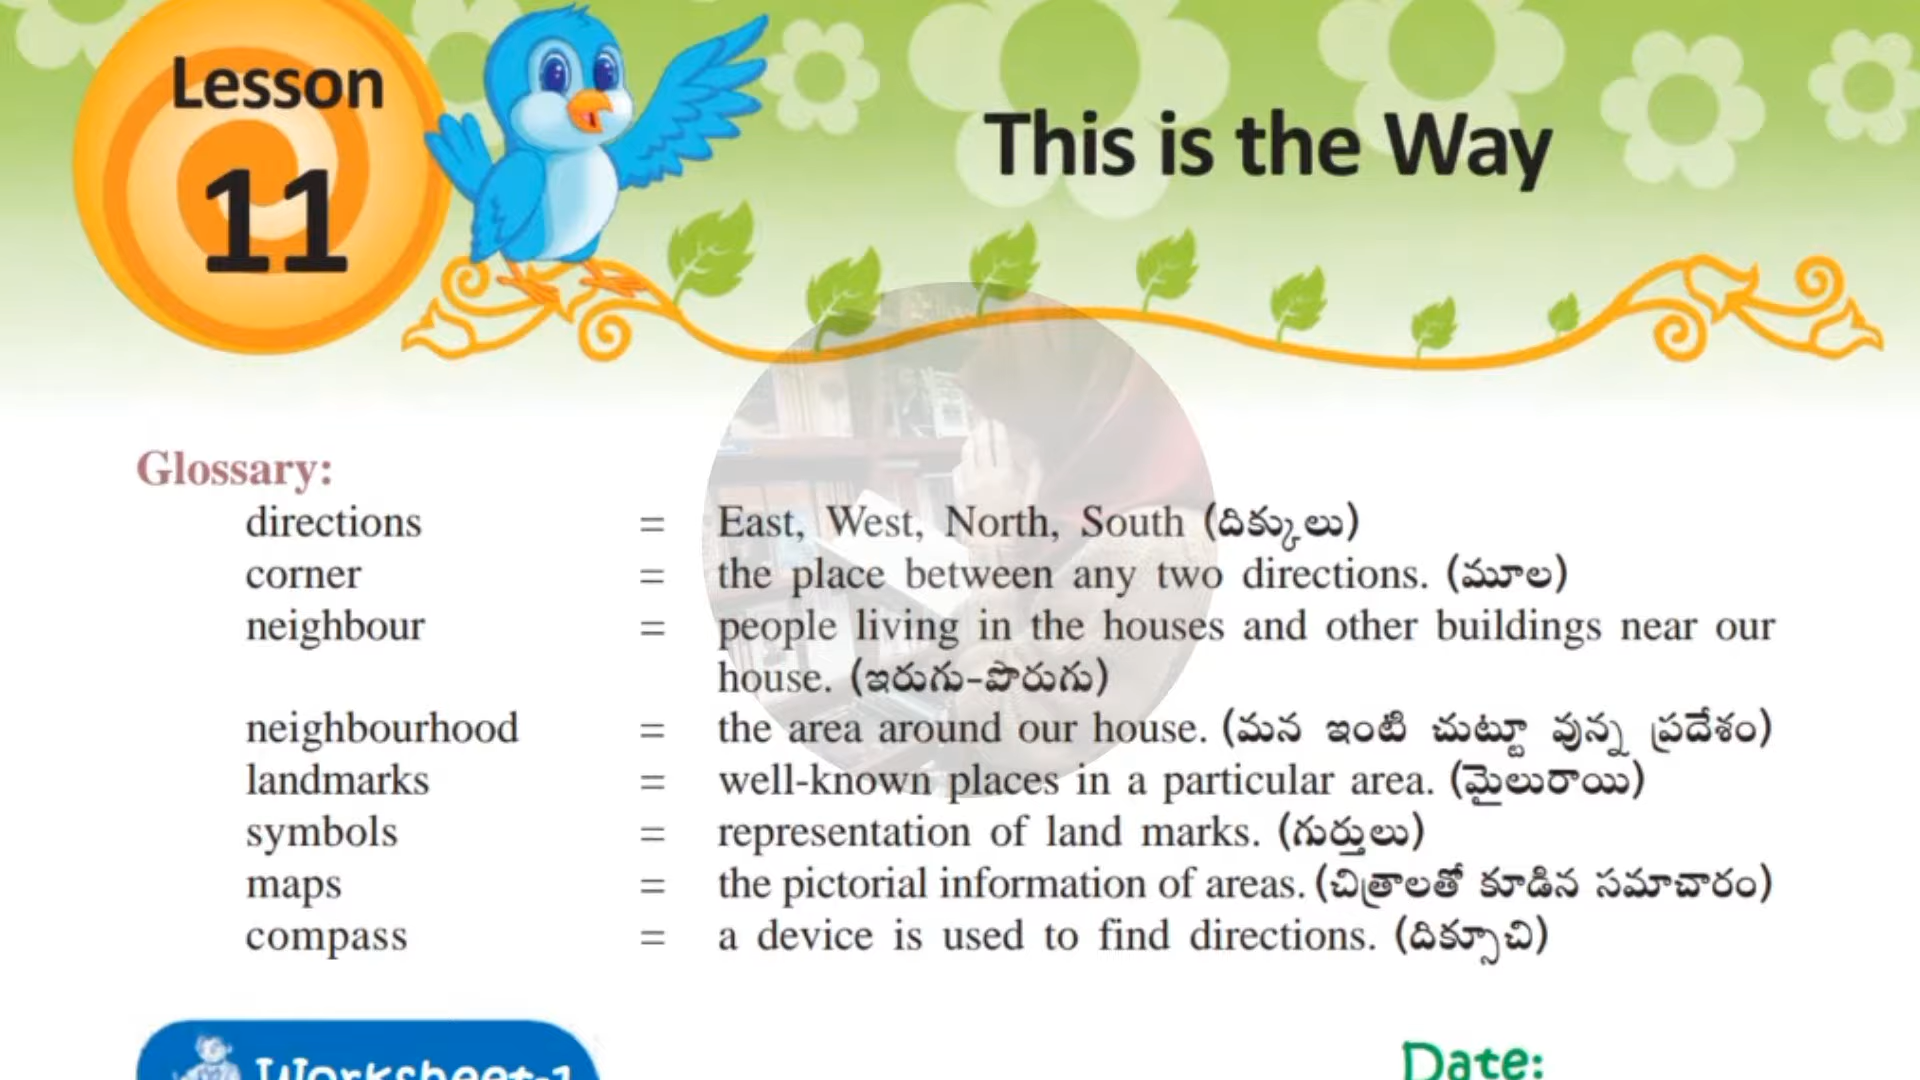 Lesson
11
This is the Way
Glossary:
directions = East, West, North, South (దిక్కులు)
corner = the place between any two directions. (మూల)
neighbour = people living in the houses and other buildings near our
house. (ఇరుగు-పొరుగు)
neighbourhood = the area around our house. (మన ఇంటి చుట్టూ వున్న ప్రదేశం)
landmarks = well-known places in a particular area. (మైలురాయి)
symbols = representation of land marks. (గుర్తులు)
maps = the pictorial information of areas. (చిత్రాలతో కూడిన సమాచారం)
compass = a device is used to find directions. (దిక్సూచి)
Worksheet-1
Date: